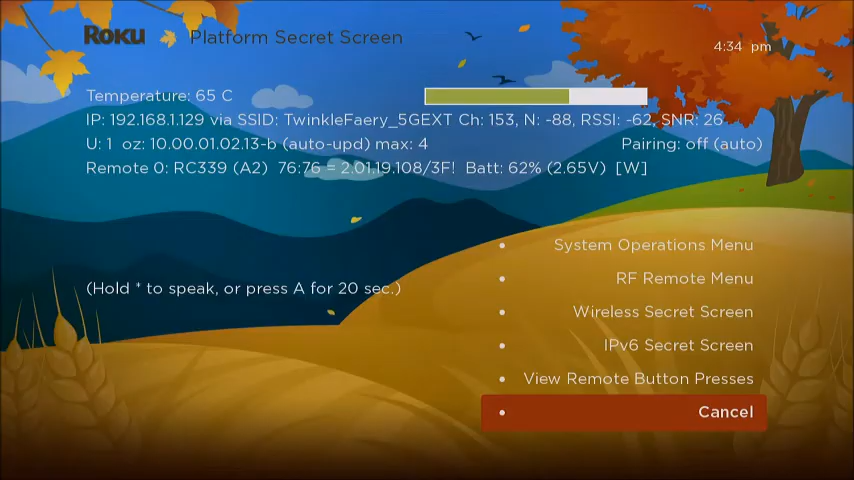 Roku Platform Secret Screen
4:34 pm
Temperature: 65 C
IP: 192.168.1.129 via SSID: TwinkleFaery_5GEXT Ch: 153, N: -88, RSSI: -62, SNR: 26
U: 1 oz: 10.00.01.02.13-b (auto-upd) max: 4 Pairing: off (auto)
Remote 0: RC339 (A2) 76:76 = 2.01.19.108/3F! Batt: 62% (2.65V) [W]
• System Operations Menu
• RF Remote Menu
(Hold * to speak, or press A for 20 sec.)
• Wireless Secret Screen
• IPv6 Secret Screen
• View Remote Button Presses
• Cancel